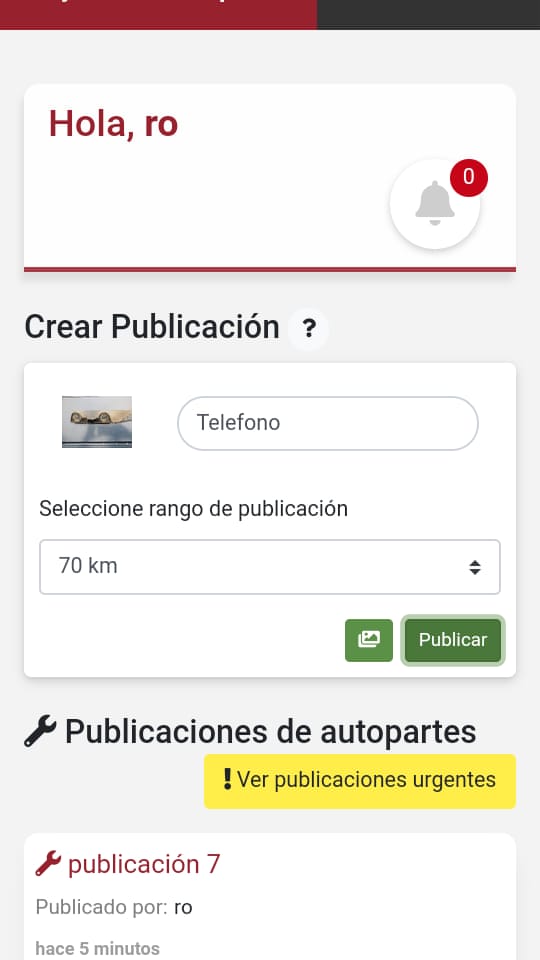 Hola, ro
0
Crear Publicación ?
Telefono
Seleccione rango de publicación
70 km
Publicar
Publicaciones de autopartes
! Ver publicaciones urgentes
publicación 7
Publicado por: ro
hace 5 minutos